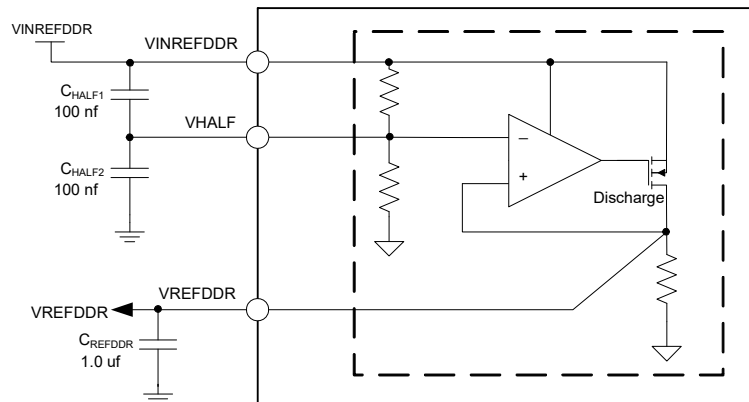 VINREFDDR
VINREFDDR
CHALF1
100 nf
VHALF
CHALF2
100 nf
−
+
Discharge
VREFDDR
VREFDDR
CREFDDR
1.0 uf